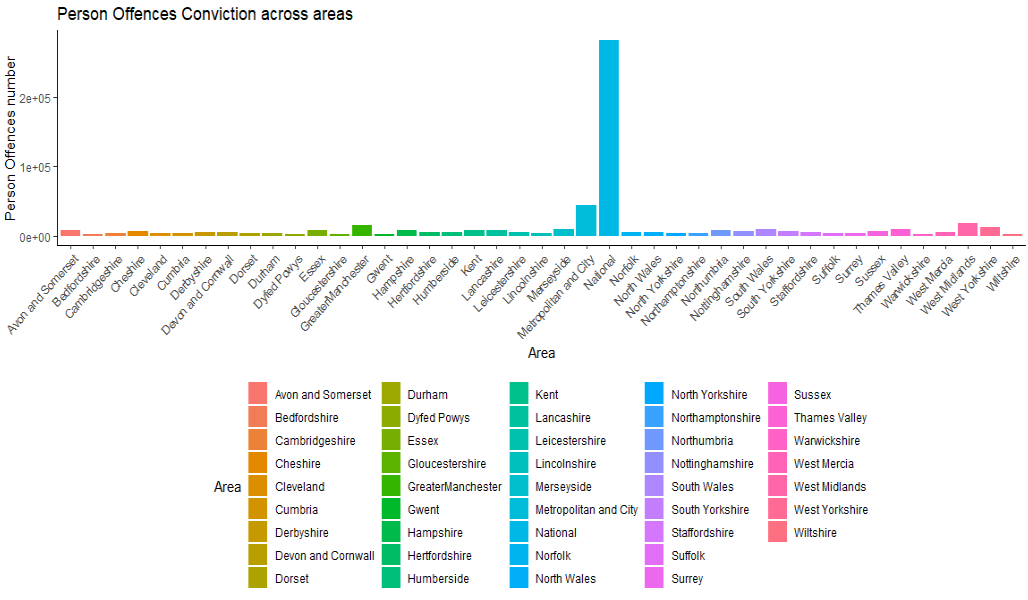 Person Offences Conviction across areas
Person Offences number
2e+05
1e+05
0e+00
Avon and Somerset
Bedfordshire
Cambridgeshire
Cheshire
Cleveland
Cumbria
Derbyshire
Devon and Cornwall
Dorset
Durham
Dyfed Powys
Essex
Gloucestershire
GreaterManchester
Gwent
Hampshire
Hertfordshire
Humberside
Kent
Lancashire
Leicestershire
Lincolnshire
Merseyside
Metropolitan and City
National
Norfolk
North Wales
North Yorkshire
Northamptonshire
Northumbria
Nottinghamshire
South Wales
South Yorkshire
Staffordshire
Suffolk
Surrey
Sussex
Thames Valley
Warwickshire
West Mercia
West Midlands
West Yorkshire
Wiltshire
Area
Area
Avon and Somerset
Bedfordshire
Cambridgeshire
Cheshire
Cleveland
Cumbria
Derbyshire
Devon and Cornwall
Dorset
Durham
Dyfed Powys
Essex
Gloucestershire
GreaterManchester
Gwent
Hampshire
Hertfordshire
Humberside
Kent
Lancashire
Leicestershire
Lincolnshire
Merseyside
Metropolitan and City
National
Norfolk
North Wales
North Yorkshire
Northamptonshire
Northumbria
Nottinghamshire
South Wales
South Yorkshire
Staffordshire
Suffolk
Surrey
Sussex
Thames Valley
Warwickshire
West Mercia
West Midlands
West Yorkshire
Wiltshire